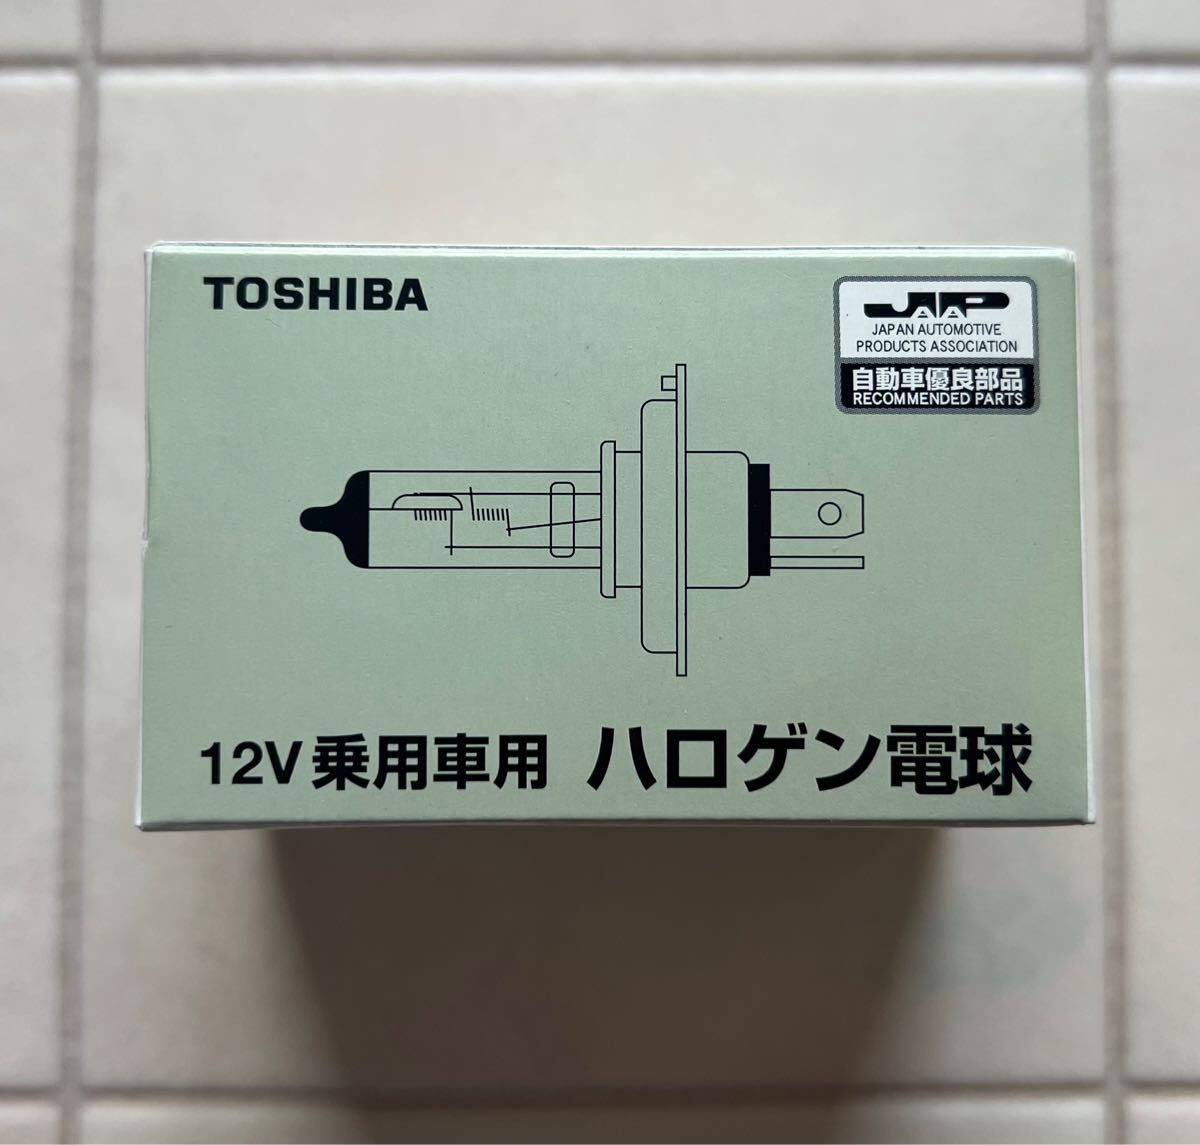 TOSHIBA
JAAAP
JAPAN AUTOMOTIVE
PRODUCTS ASSOCIATION
自動車優良部品
RECOMMENDED PARTS
12V乗用車用 ハロゲン電球